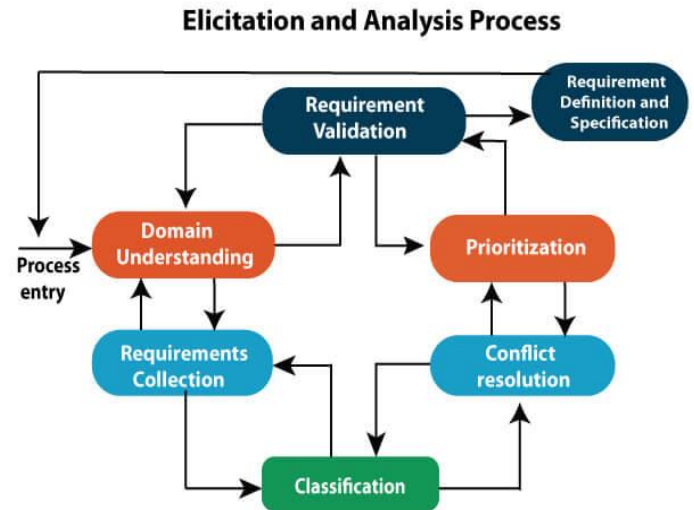 Elicitation and Analysis Process
Requirement
Definition and
Specification
Requirement
Validation
Domain
Understanding
Prioritization
Process
entry
Requirements
Collection
Conflict
resolution
Classification